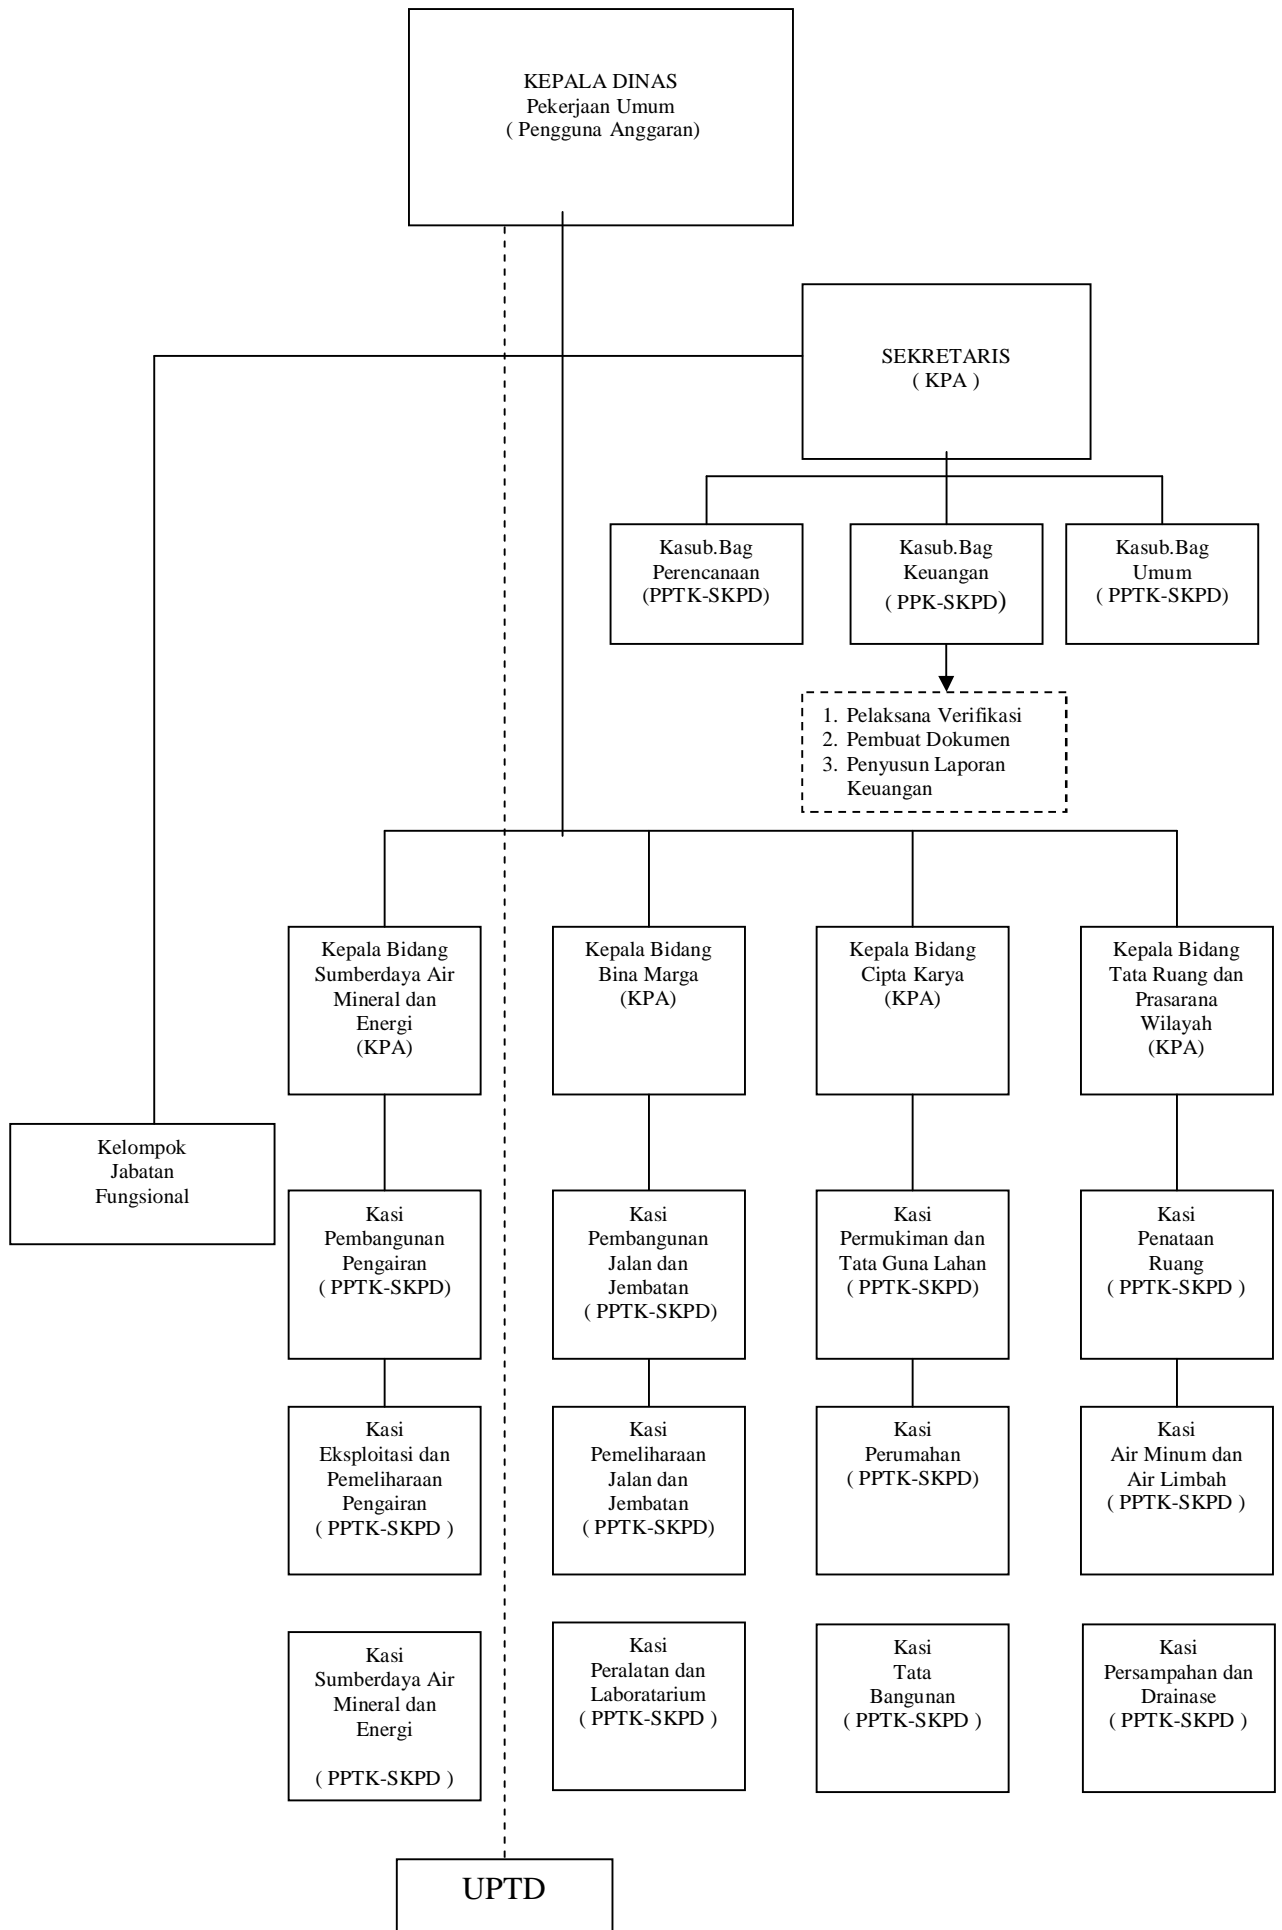 KEPALA DINAS
Pekerjaan Umum
( Pengguna Anggaran)
SEKRETARIS
( KPA )
Kasub.Bag
Perencanaan
(PPTK-SKPD)
Kasub.Bag
Keuangan
( PPK-SKPD)
Kasub.Bag
Umum
( PPTK-SKPD)
1. Pelaksana Verifikasi
2. Pembuat Dokumen
3. Penyusun Laporan
Keuangan
Kepala Bidang
Sumberdaya Air
Mineral dan
Energi
(KPA)
Kepala Bidang
Bina Marga
(KPA)
Kepala Bidang
Cipta Karya
(KPA)
Kepala Bidang
Tata Ruang dan
Prasarana
Wilayah
(KPA)
Kelompok
Jabatan
Fungsional
Kasi
Pembangunan
Pengairan
( PPTK-SKPD)
Kasi
Pembangunan
Jalan dan
Jembatan
( PPTK-SKPD)
Kasi
Permukiman dan
Tata Guna Lahan
( PPTK-SKPD)
Kasi
Penataan
Ruang
( PPTK-SKPD )
Kasi
Eksploitasi dan
Pemeliharaan
Pengairan
( PPTK-SKPD )
Kasi
Pemeliharaan
Jalan dan
Jembatan
( PPTK-SKPD)
Kasi
Perumahan
( PPTK-SKPD)
Kasi
Air Minum dan
Air Limbah
( PPTK-SKPD )
Kasi
Sumberdaya Air
Mineral dan
Energi
( PPTK-SKPD )
Kasi
Peralatan dan
Laboratarium
( PPTK-SKPD )
Kasi
Tata
Bangunan
( PPTK-SKPD )
Kasi
Persampahan dan
Drainase
( PPTK-SKPD )
UPTD